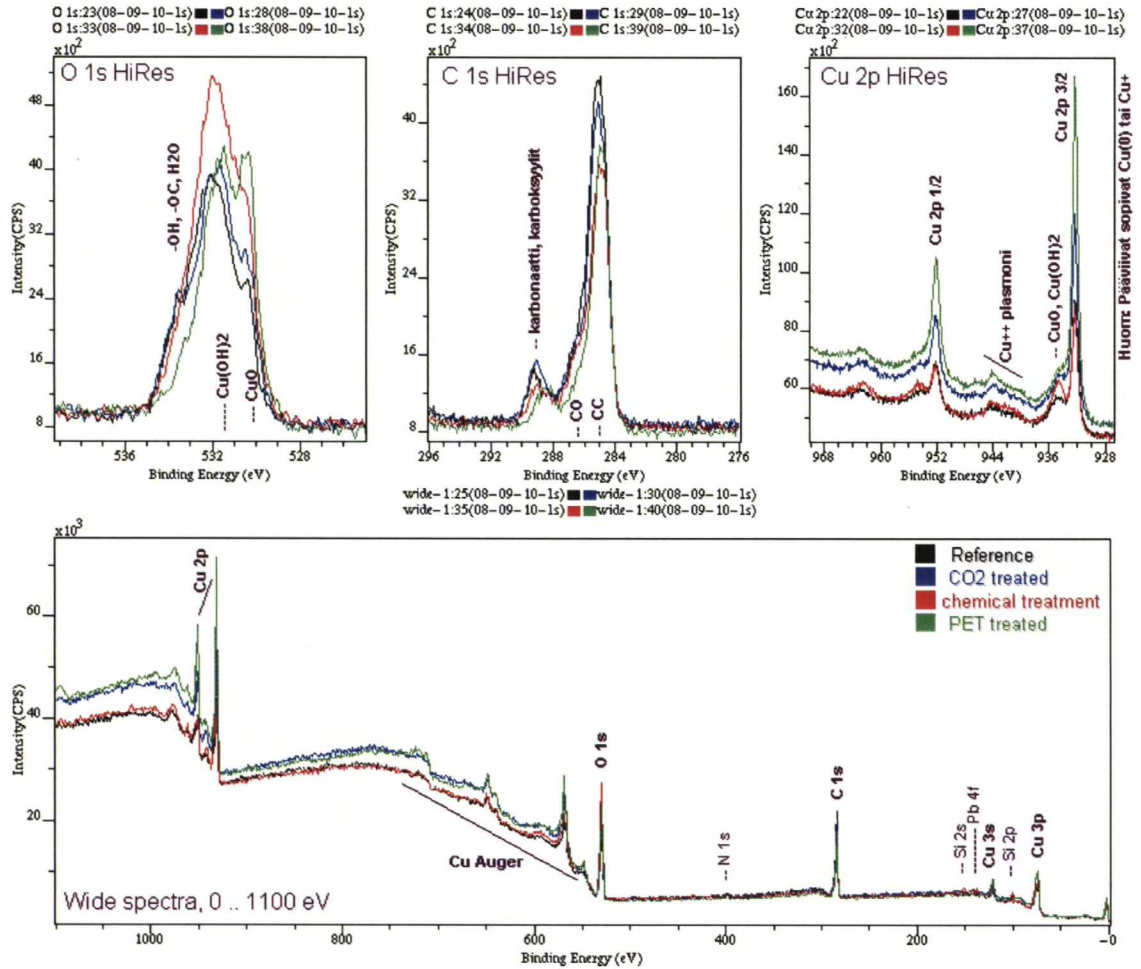 O 1s:23(08-09-10-1s) O 1s:28(08-09-10-1s)
O 1s:33(08-09-10-1s) O 1s:38(08-09-10-1s)
x10²
O 1s HiRes
48
40
32
24
16
8
Intensity(CPS)
-OH, -OC, H2O
Cu(OH)2
CuO
536 532 528
Binding Energy (eV)
C 1s:24(08-09-10-1s) C 1s:29(08-09-10-1s)
C 1s:34(08-09-10-1s) C 1s:39(08-09-10-1s)
x10²
C 1s HiRes
40
32
24
16
8
Intensity(CPS)
karbonaatti, karboksyylit
CO
CC
296 292 288 284 280 276
Binding Energy (eV)
Cu 2p:22(08-09-10-1s) Cu 2p:27(08-09-10-1s)
Cu 2p:32(08-09-10-1s) Cu 2p:37(08-09-10-1s)
x10²
Cu 2p HiRes
160
140
120
100
80
60
Intensity(CPS)
Cu 2p 1/2
Cu++ plasmoni
CuO, Cu(OH)2
Cu 2p 3/2
968 960 952 944 936 928
Binding Energy (eV)
Huom: Pääviivat sopivat Cu(0) tai Cu+
wide-1:25(08-09-10-1s) wide-1:30(08-09-10-1s)
wide-1:35(08-09-10-1s) wide-1:40(08-09-10-1s)
x10³
60
40
20
Intensity(CPS)
Cu 2p
Reference
CO2 treated
chemical treatment
PET treated
Cu Auger
O 1s
N 1s
C 1s
Si 2s
Pb 4f
Cu 3s
Si 2p
Cu 3p
Wide spectra, 0 .. 1100 eV
1000 800 600 400 200 -0
Binding Energy (eV)